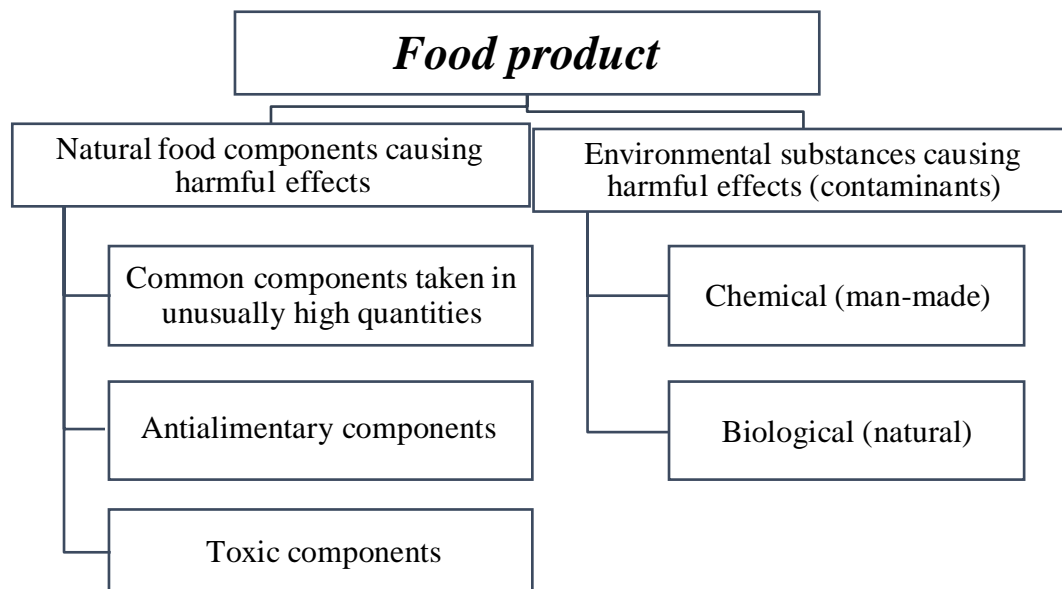 Food product
Natural food components causing
harmful effects
Environmental substances causing
harmful effects (contaminants)
Common components taken in
unusually high quantities
Chemical (man-made)
Antialimentary components
Biological (natural)
Toxic components